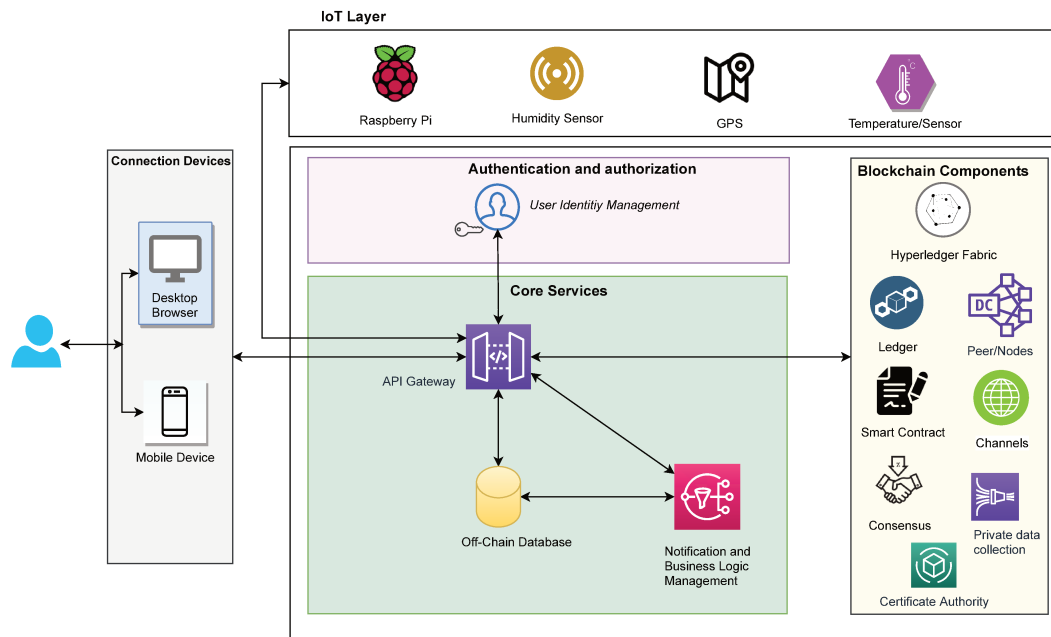 IoT Layer
Raspberry Pi
Humidity Sensor
GPS
°C
Temperature/Sensor
Connection Devices
Desktop
Browser
Mobile Device
Authentication and authorization
User Identitiy Management
Core Services
</>
API Gateway
Off-Chain Database
Notification and
Business Logic
Management
Blockchain Components
Hyperledger Fabric
Ledger
DC
Peer/Nodes
Smart Contract
Channels
Consensus
Private data
collection
Certificate Authority